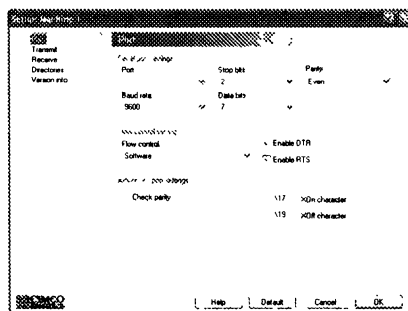 Transmit
Receive
Directories
Version info
Port
Stop bits
Parity
2
Even
Baud rate
Data bits
9600
7
Flow control
Enable DTR
Software
Enable RTS
Check parity
\17 XOn character
\19 XOff character
CIMCO
Help
Default
Cancel
OK